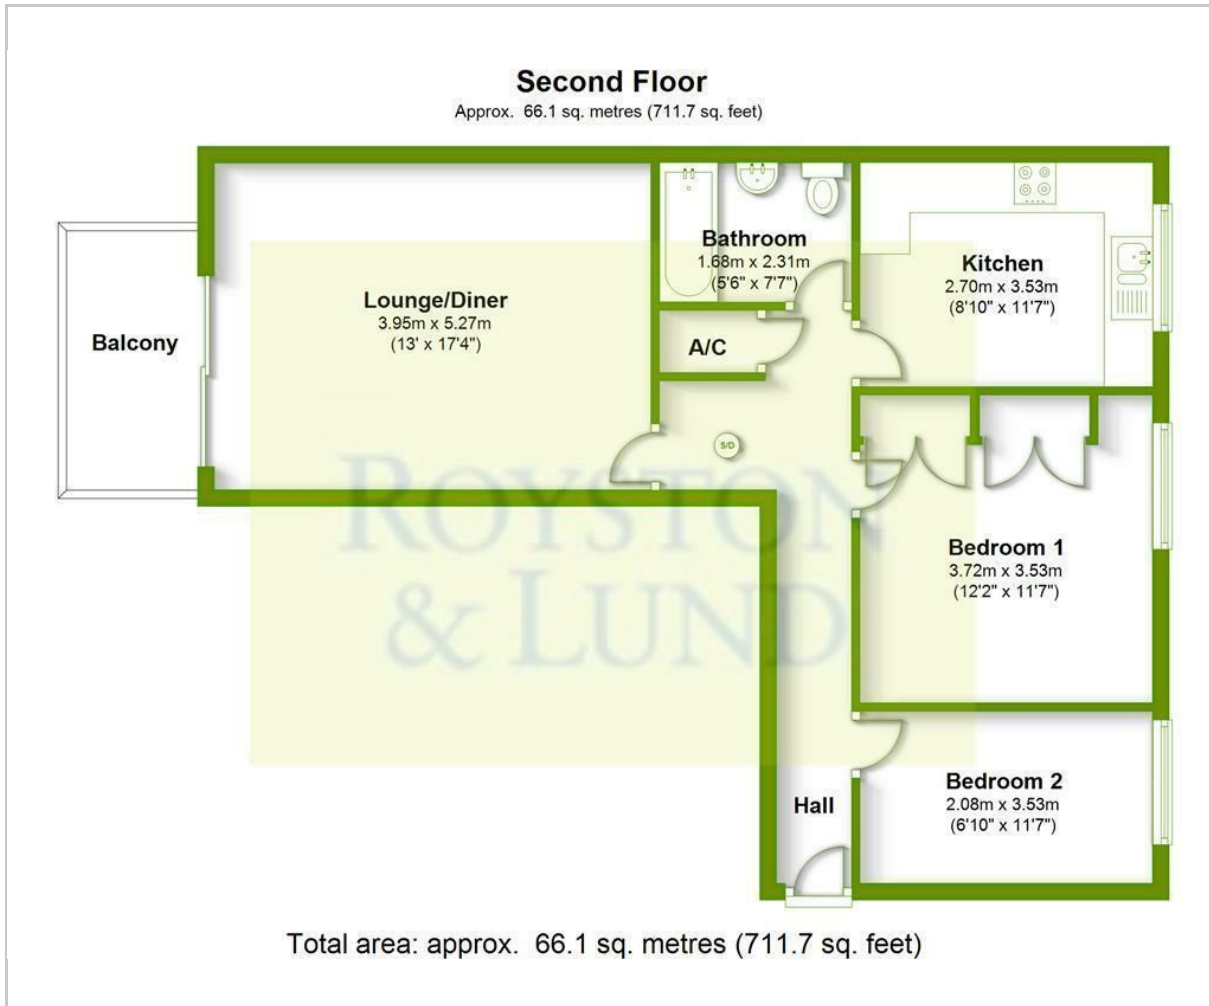 Second Floor
Approx. 66.1 sq. metres (711.7 sq. feet)
Bathroom
1.68m x 2.31m
(5'6" x 7'7")
Kitchen
2.70m x 3.53m
(8'10" x 11'7")
Lounge/Diner
3.95m x 5.27m
(13' x 17'4")
Balcony
A/C
S/D
ROYSTON
& LUND
Bedroom 1
3.72m x 3.53m
(12'2" x 11'7")
Bedroom 2
2.08m x 3.53m
(6'10" x 11'7")
Hall
Total area: approx. 66.1 sq. metres (711.7 sq. feet)